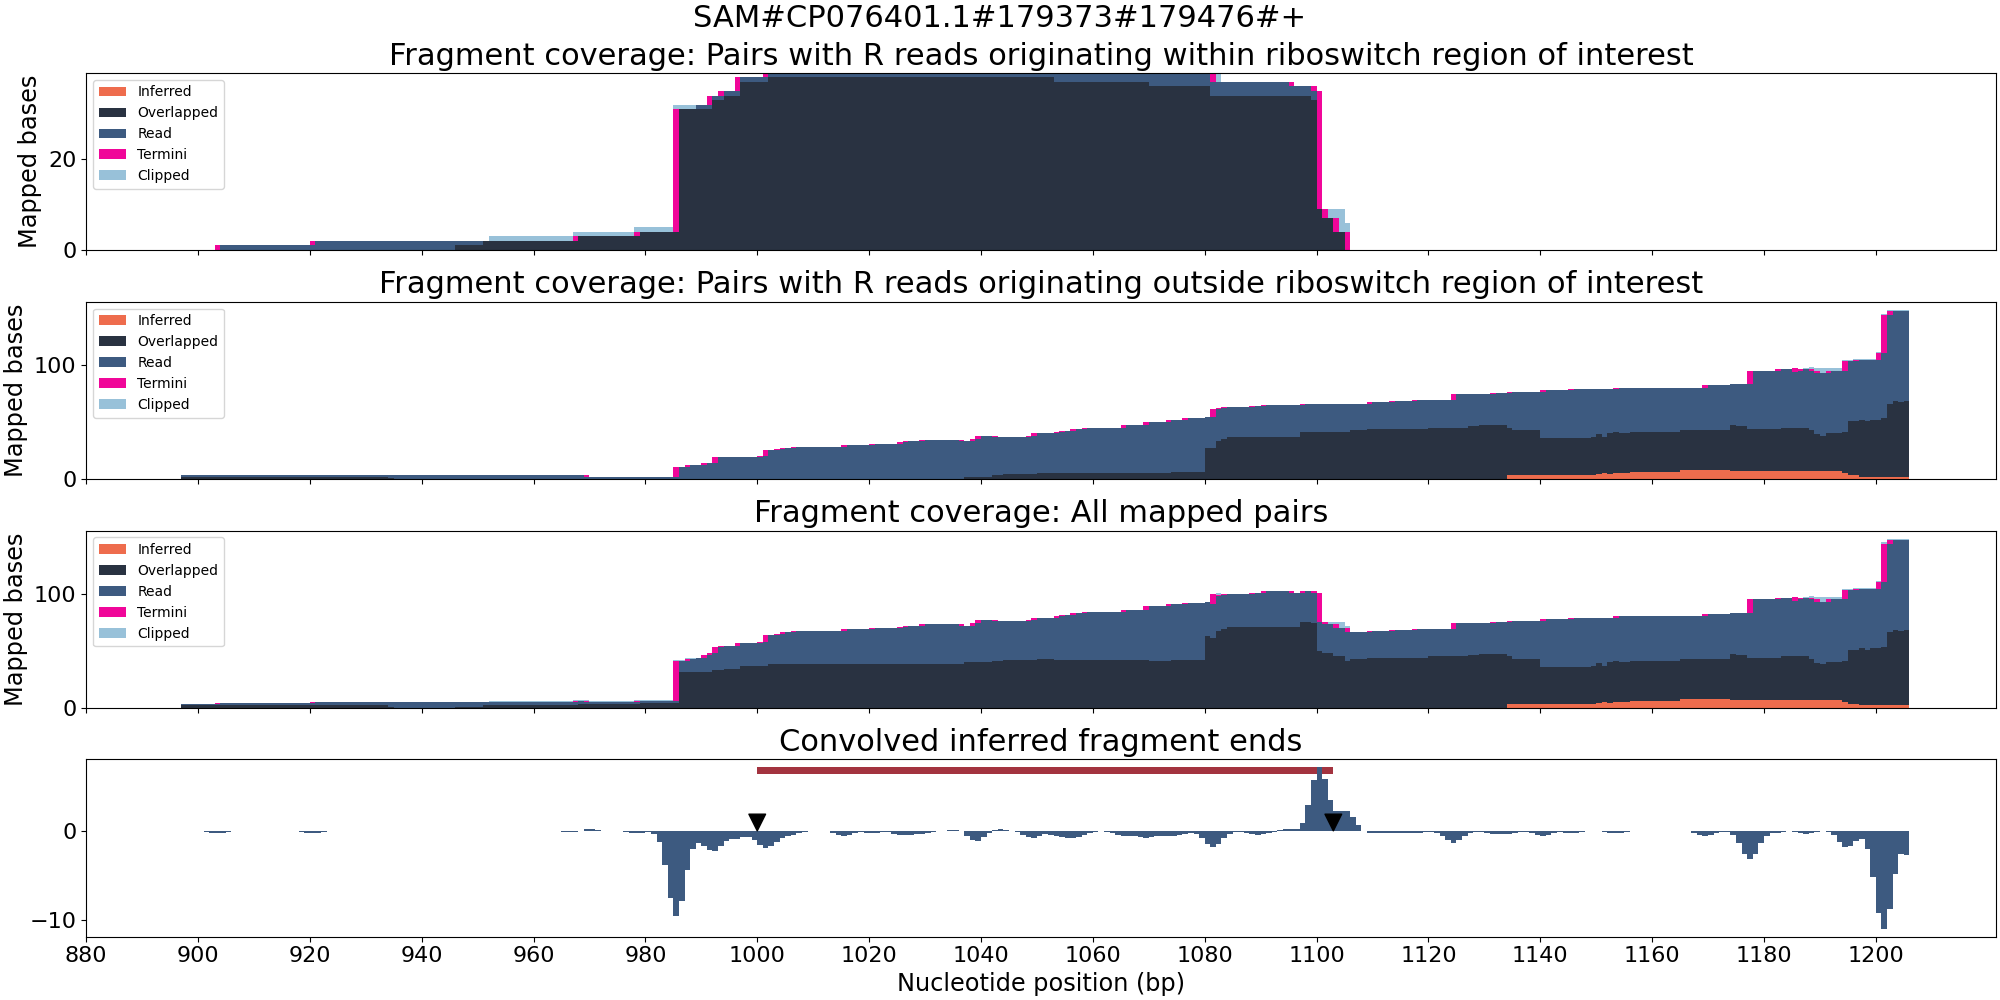 SAM#CP076401.1#179373#179476#+
Fragment coverage: Pairs with R reads originating within riboswitch region of interest
Mapped bases
20
0
Inferred
Overlapped
Read
Termini
Clipped
Fragment coverage: Pairs with R reads originating outside riboswitch region of interest
Mapped bases
100
0
Inferred
Overlapped
Read
Termini
Clipped
Fragment coverage: All mapped pairs
Mapped bases
100
0
Inferred
Overlapped
Read
Termini
Clipped
Convolved inferred fragment ends
0
−10
880 900 920 940 960 980 1000 1020 1040 1060 1080 1100 1120 1140 1160 1180 1200
Nucleotide position (bp)